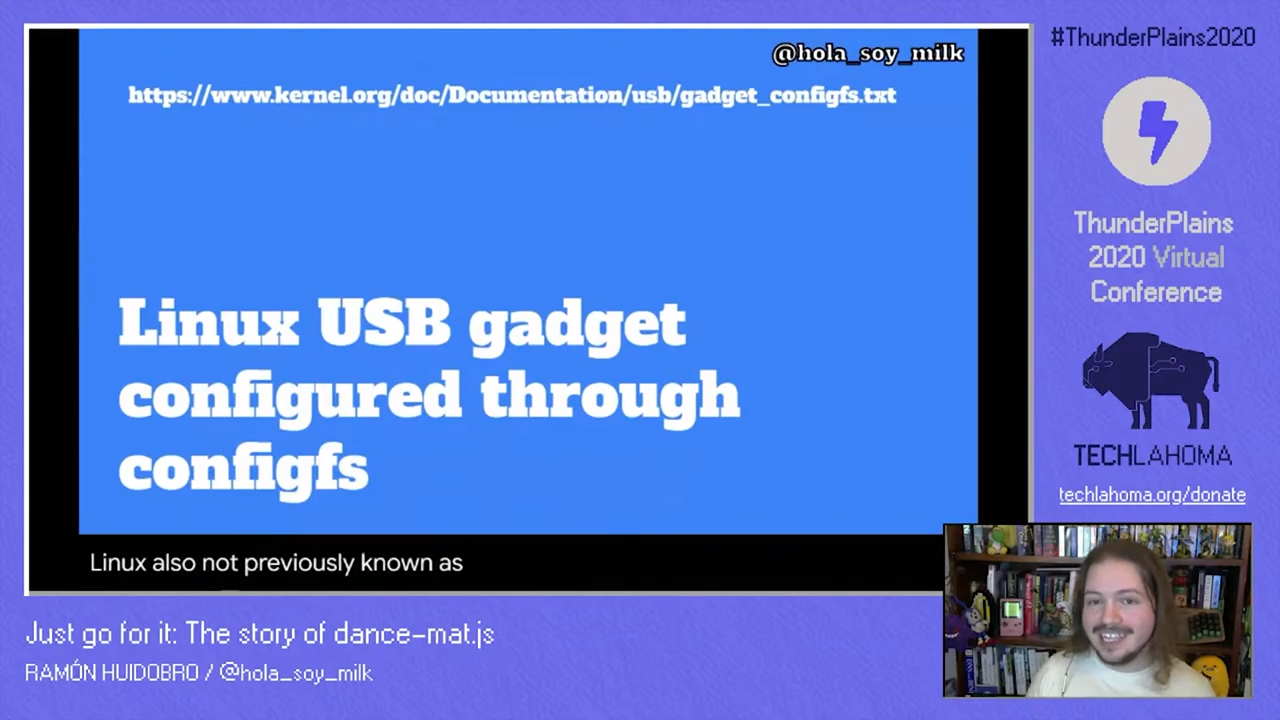 @hola_soy_milk
https://www.kernel.org/doc/Documentation/usb/gadget_configfs.txt
Linux USB gadget
configured through
configfs
Linux also not previously known as
#ThunderPlains2020
ThunderPlains
2020 Virtual
Conference
TECHLAHOMA
techlahoma.org/donate
Just go for it: The story of dance-mat.js
RAMÓN HUIDOBRO / @hola_soy_milk